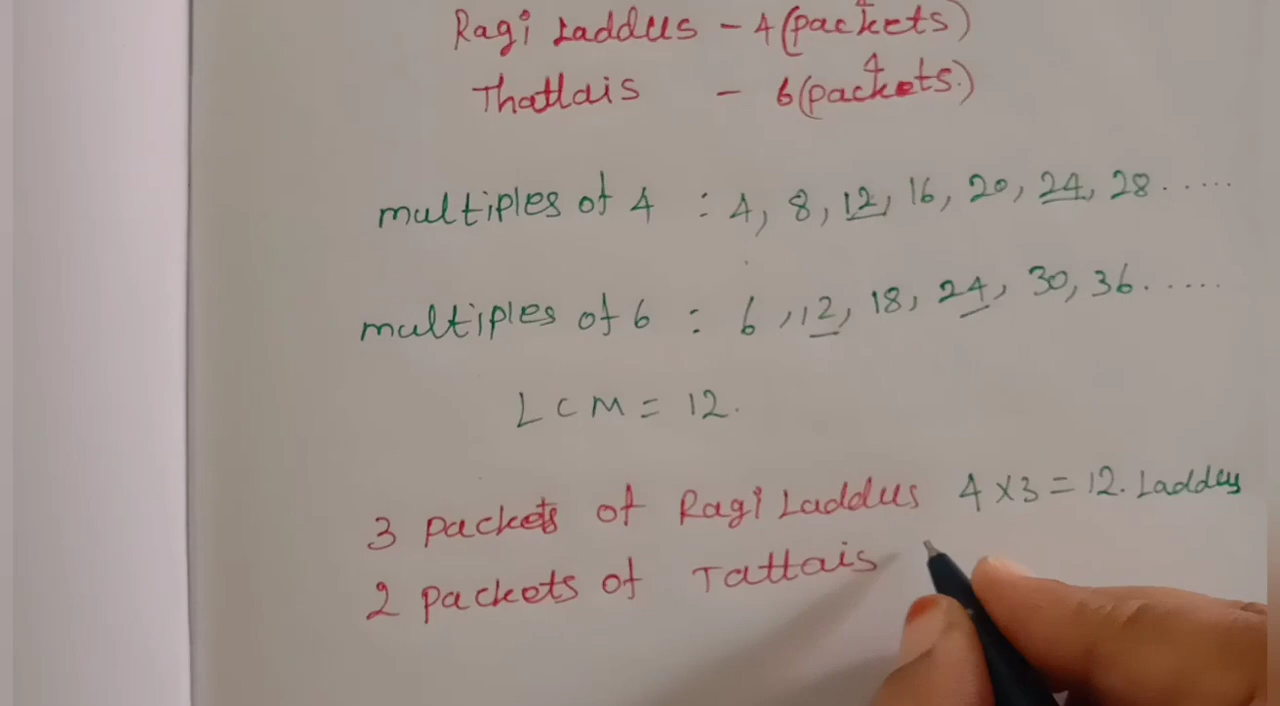 Ragi Laddus - 4 (packets)
Thatlais - 6 (packets.)
multiples of 4 : 4, 8, 12, 16, 20, 24, 28......
multiples of 6 : 6, 12, 18, 24, 30, 36......
LCM = 12.
3 packets of Ragi Laddus 4 x 3 = 12. Laddus
2 packets of Tattais